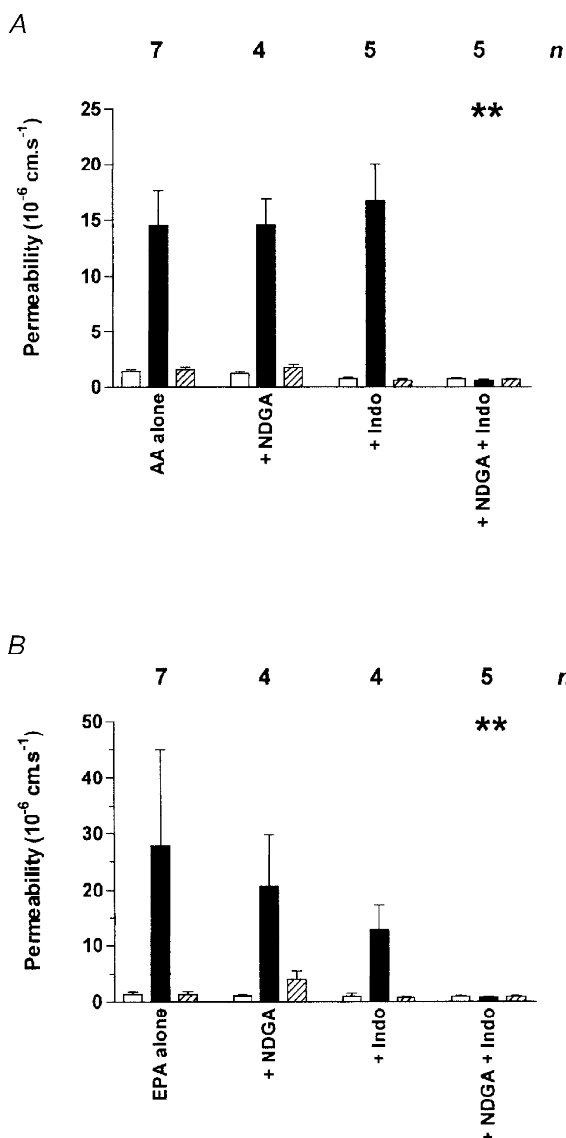 A
7 4 5 5 n
**
Permeability (10⁻⁶ cm.s⁻¹)
25
20
15
10
5
0
AA alone
+ NDGA
+ Indo
+ NDGA + Indo
B
7 4 4 5 n
**
Permeability (10⁻⁶ cm.s⁻¹)
50
40
30
20
10
0
EPA alone
+ NDGA
+ Indo
+ NDGA + Indo